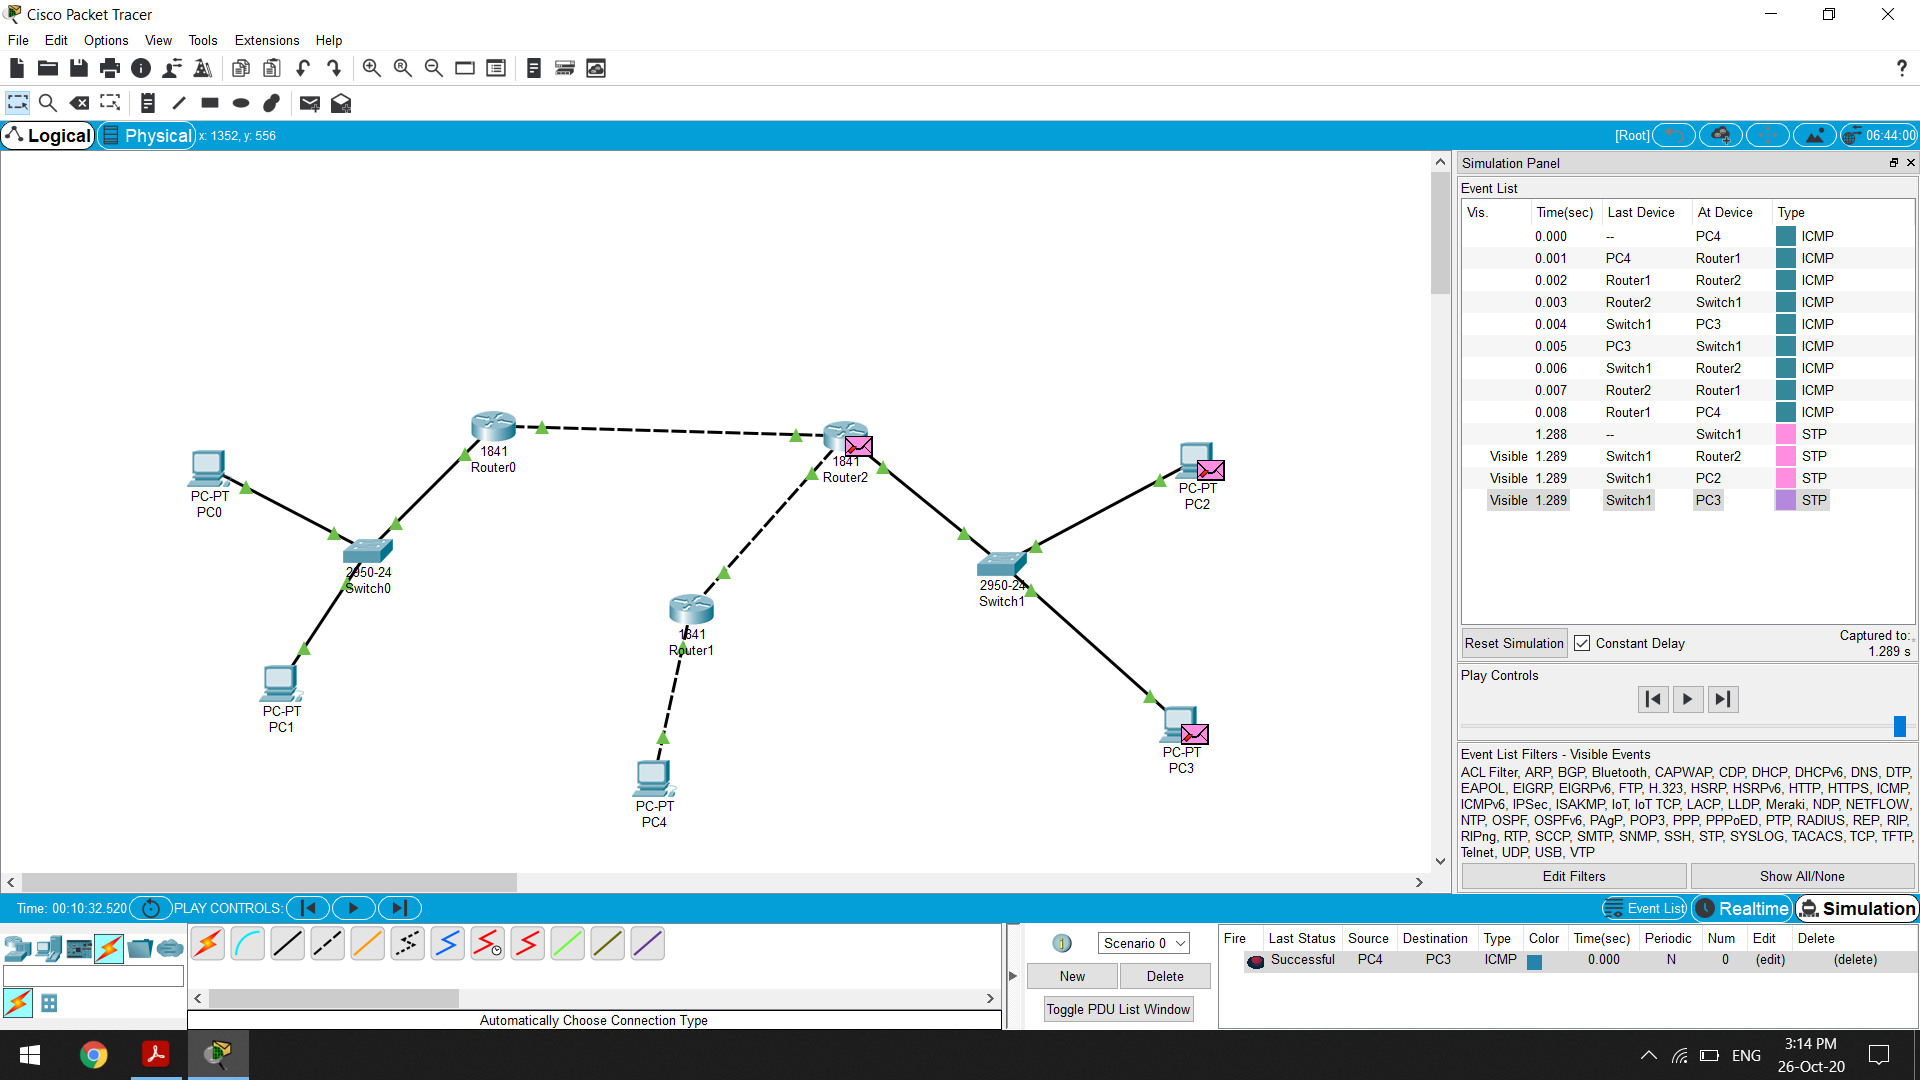 Cisco Packet Tracer
File Edit Options View Tools Extensions Help
Logical Physical x: 1352, y: 556 [Root] 06:44:00
Simulation Panel
Event List
Vis. Time(sec) Last Device At Device Type
0.000 -- PC4 ICMP
0.001 PC4 Router1 ICMP
0.002 Router1 Router2 ICMP
0.003 Router2 Switch1 ICMP
0.004 Switch1 PC3 ICMP
0.005 PC3 Switch1 ICMP
0.006 Switch1 Router2 ICMP
0.007 Router2 Router1 ICMP
0.008 Router1 PC4 ICMP
1.288 -- Switch1 STP
Visible 1.289 Switch1 Router2 STP
Visible 1.289 Switch1 PC2 STP
Visible 1.289 Switch1 PC3 STP
Reset Simulation Constant Delay Captured to:
1.289 s
Play Controls
Event List Filters - Visible Events
ACL Filter, ARP, BGP, Bluetooth, CAPWAP, CDP, DHCP, DHCPv6, DNS, DTP,
EAPOL, EIGRP, EIGRPv6, FTP, H.323, HSRP, HSRPv6, HTTP, HTTPS, ICMP,
ICMPv6, IPSec, ISAKMP, IoT, IoT TCP, LACP, LLDP, Meraki, NDP, NETFLOW,
NTP, OSPF, OSPFv6, PAgP, POP3, PPP, PPPoED, PTP, RADIUS, REP, RIP,
RIPng, RTP, SCCP, SMTP, SNMP, SSH, STP, SYSLOG, TACACS, TCP, TFTP,
Telnet, UDP, USB, VTP
Edit Filters Show All/None
1841
Router0
1841
Router2
PC-PT
PC0
PC-PT
PC2
2950-24
Switch0
2950-24
Switch1
1841
Router1
PC-PT
PC1
PC-PT
PC3
PC-PT
PC4
Time: 00:10:32.520 PLAY CONTROLS: Event List Realtime Simulation
Scenario 0
New Delete
Toggle PDU List Window
Fire Last Status Source Destination Type Color Time(sec) Periodic Num Edit Delete
Successful PC4 PC3 ICMP 0.000 N 0 (edit) (delete)
Automatically Choose Connection Type
ENG
3:14 PM
26-Oct-20